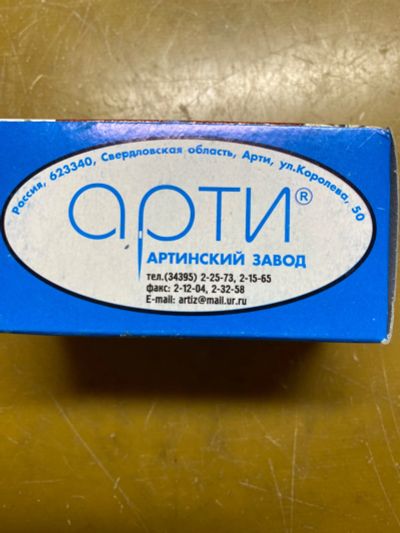 Россия, 623340, Свердловская область, Арти, ул.Королева, 50
арти®
АРТИНСКИЙ ЗАВОД
тел.(34395) 2-25-73, 2-15-65
факс: 2-12-04, 2-32-58
E-mail: artiz@mail.ur.ru